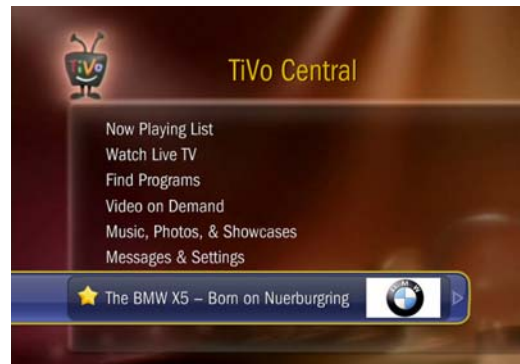 TiVo
TiVo Central
Now Playing List
Watch Live TV
Find Programs
Video on Demand
Music, Photos, & Showcases
Messages & Settings
The BMW X5 – Born on Nuerburgring
BMW